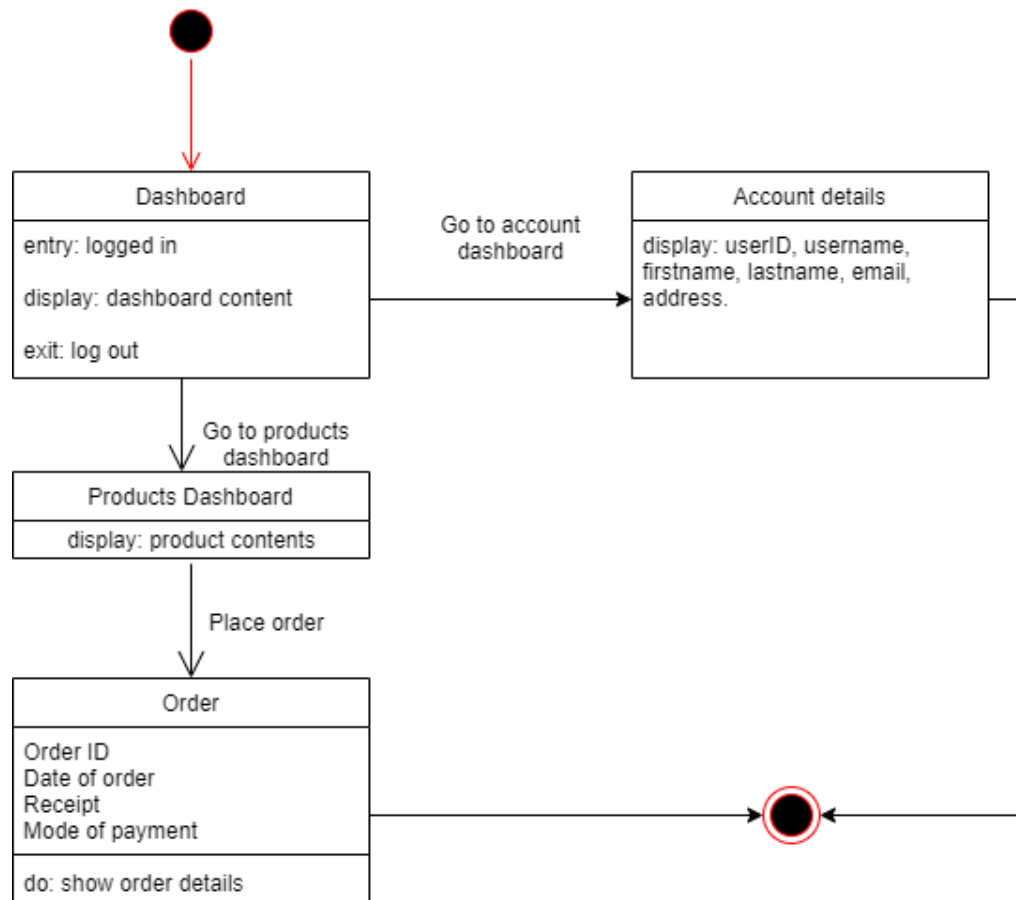 Dashboard
entry: logged in
display: dashboard content
exit: log out
Go to account
dashboard
Account details
display: userID, username,
firstname, lastname, email,
address.
Go to products
dashboard
Products Dashboard
display: product contents
Place order
Order
Order ID
Date of order
Receipt
Mode of payment
do: show order details